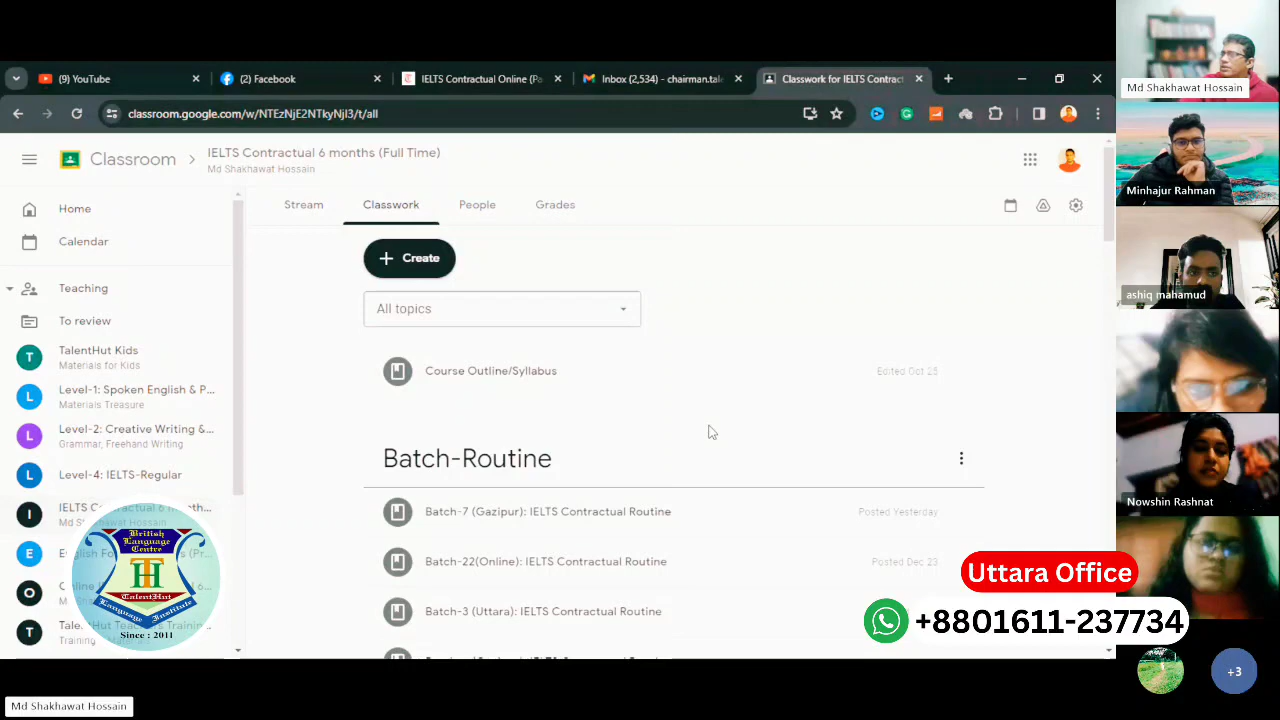 (9) YouTube
(2) Facebook
IELTS Contractual Online (Pa
Inbox (2,534) - chairman.tale
Classwork for IELTS Contract
classroom.google.com/w/NTEzNjE2NTkyNjI3/t/all
Classroom
IELTS Contractual 6 months (Full Time)
Md Shakhawat Hossain
Home
Calendar
Teaching
To review
T
TalentHut Kids
Materials for Kids
L
Level-1: Spoken English & P...
Materials Treasure
L
Level-2: Creative Writing &...
Grammar, Freehand Writing
L
Level-4: IELTS-Regular
I
Md Shakhawat Hossain
E
O
T
Stream
Classwork
People
Grades
Create
All topics
Course Outline/Syllabus
Edited Oct 25
Batch-Routine
Batch-7 (Gazipur): IELTS Contractual Routine
Posted Yesterday
Batch-22(Online): IELTS Contractual Routine
Posted Dec 23
Batch-3 (Uttara): IELTS Contractual Routine
British
Language
Centre
TH
TalentHut
Language Institute
Since : 2011
Uttara Office
+8801611-237734
Md Shakhawat Hossain
Minhajur Rahman
ashiq mahamud
Nowshin Rashnat
+3
Md Shakhawat Hossain